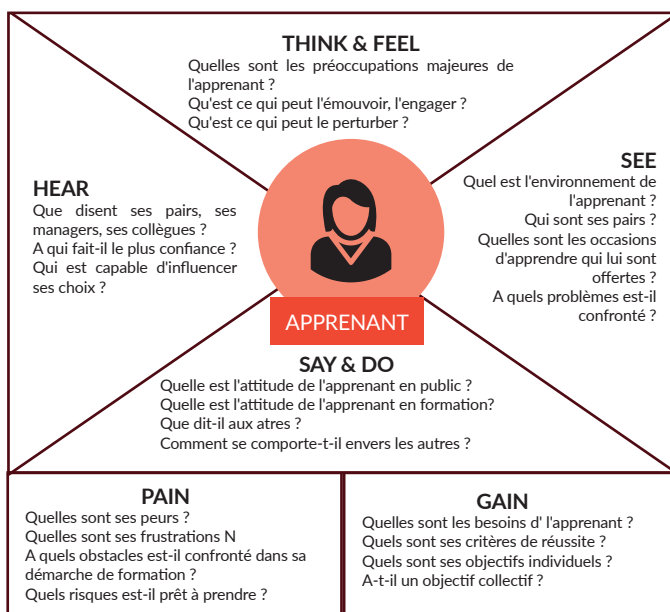 THINK & FEEL
Quelles sont les préoccupations majeures de
l'apprenant ?
Qu'est ce qui peut l'émouvoir, l'engager ?
Qu'est ce qui peut le perturber ?
HEAR
Que disent ses pairs, ses
managers, ses collègues ?
A qui fait-il le plus confiance ?
Qui est capable d'influencer
ses choix ?
SEE
Quel est l'environnement de
l'apprenant ?
Qui sont ses pairs ?
Quelles sont les occasions
d'apprendre qui lui sont
offertes ?
A quels problèmes est-il
confronté ?
APPRENANT
SAY & DO
Quelle est l'attitude de l'apprenant en public ?
Quelle est l'attitude de l'apprenant en formation?
Que dit-il aux atres ?
Comment se comporte-t-il envers les autres ?
PAIN
Quelles sont ses peurs ?
Quelles sont ses frustrations N
A quels obstacles est-il confronté dans sa
démarche de formation ?
Quels risques est-il prêt à prendre ?
GAIN
Quelles sont les besoins d' l'apprenant ?
Quels sont ses critères de réussite ?
Quels sont ses objectifs individuels ?
A-t-il un objectif collectif ?